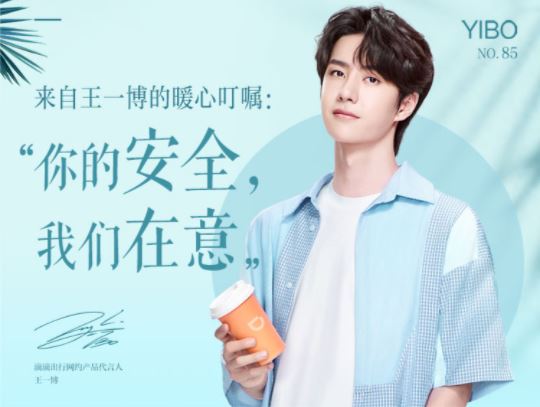 YIBO
NO. 85
来自王一博的暖心叮嘱：
“你的安全，
我们在意”
滴滴出行网约产品代言人
王一博